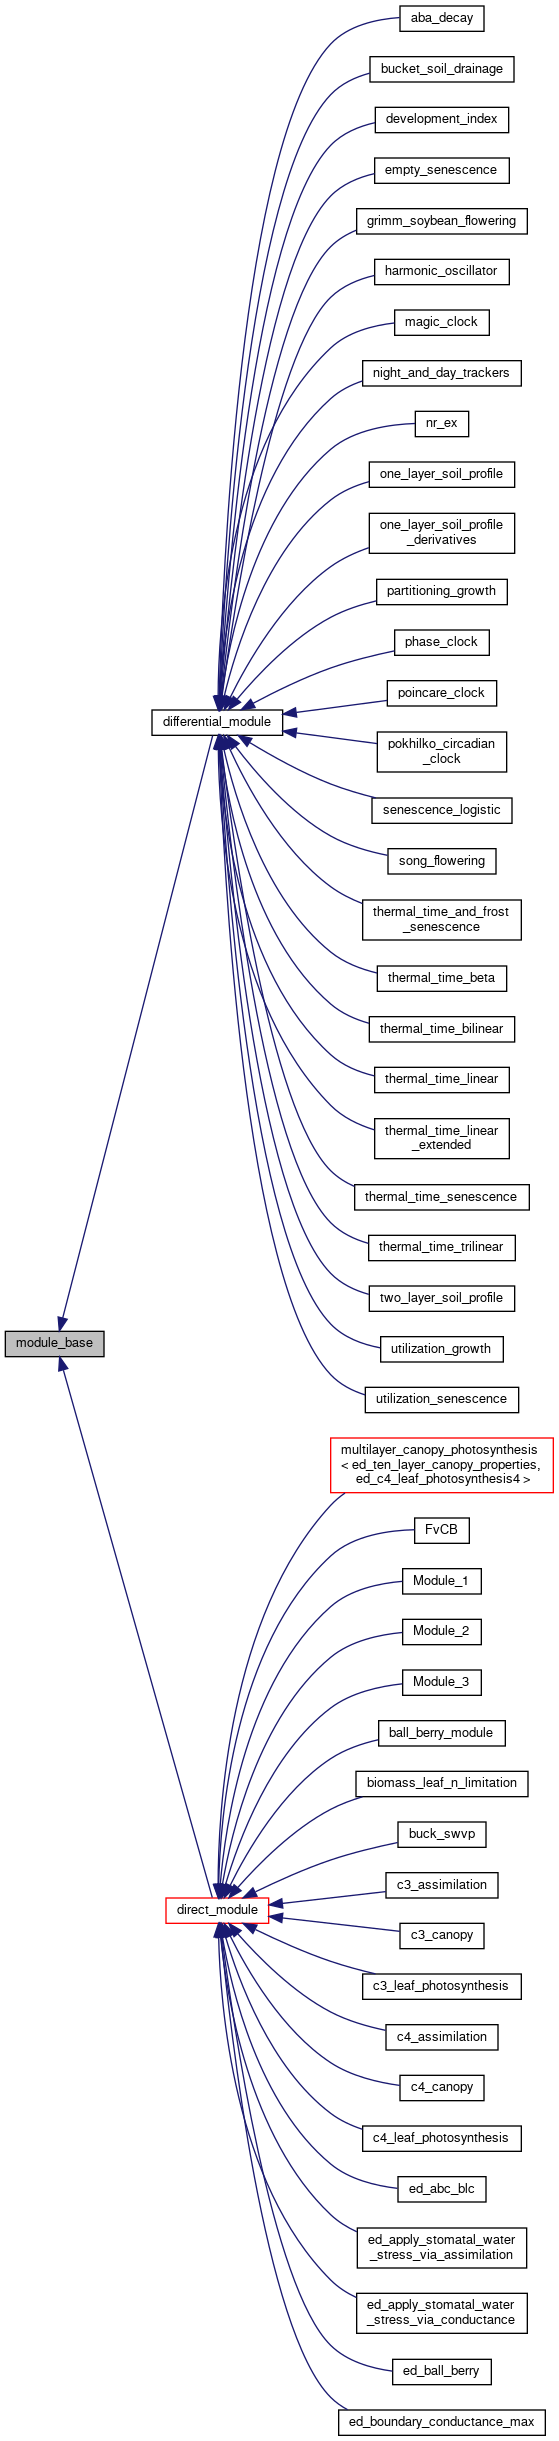 aba_decay
bucket_soil_drainage
development_index
empty_senescence
grimm_soybean_flowering
harmonic_oscillator
magic_clock
night_and_day_trackers
nr_ex
one_layer_soil_profile
one_layer_soil_profile
_derivatives
partitioning_growth
phase_clock
poincare_clock
differential_module
pokhilko_circadian
_clock
senescence_logistic
song_flowering
thermal_time_and_frost
_senescence
thermal_time_beta
thermal_time_bilinear
thermal_time_linear
thermal_time_linear
_extended
thermal_time_senescence
thermal_time_trilinear
two_layer_soil_profile
module_base
utilization_growth
utilization_senescence
multilayer_canopy_photosynthesis
< ed_ten_layer_canopy_properties,
ed_c4_leaf_photosynthesis4 >
FvCB
Module_1
Module_2
Module_3
ball_berry_module
biomass_leaf_n_limitation
buck_swvp
c3_assimilation
direct_module
c3_canopy
c3_leaf_photosynthesis
c4_assimilation
c4_canopy
c4_leaf_photosynthesis
ed_abc_blc
ed_apply_stomatal_water
_stress_via_assimilation
ed_apply_stomatal_water
_stress_via_conductance
ed_ball_berry
ed_boundary_conductance_max